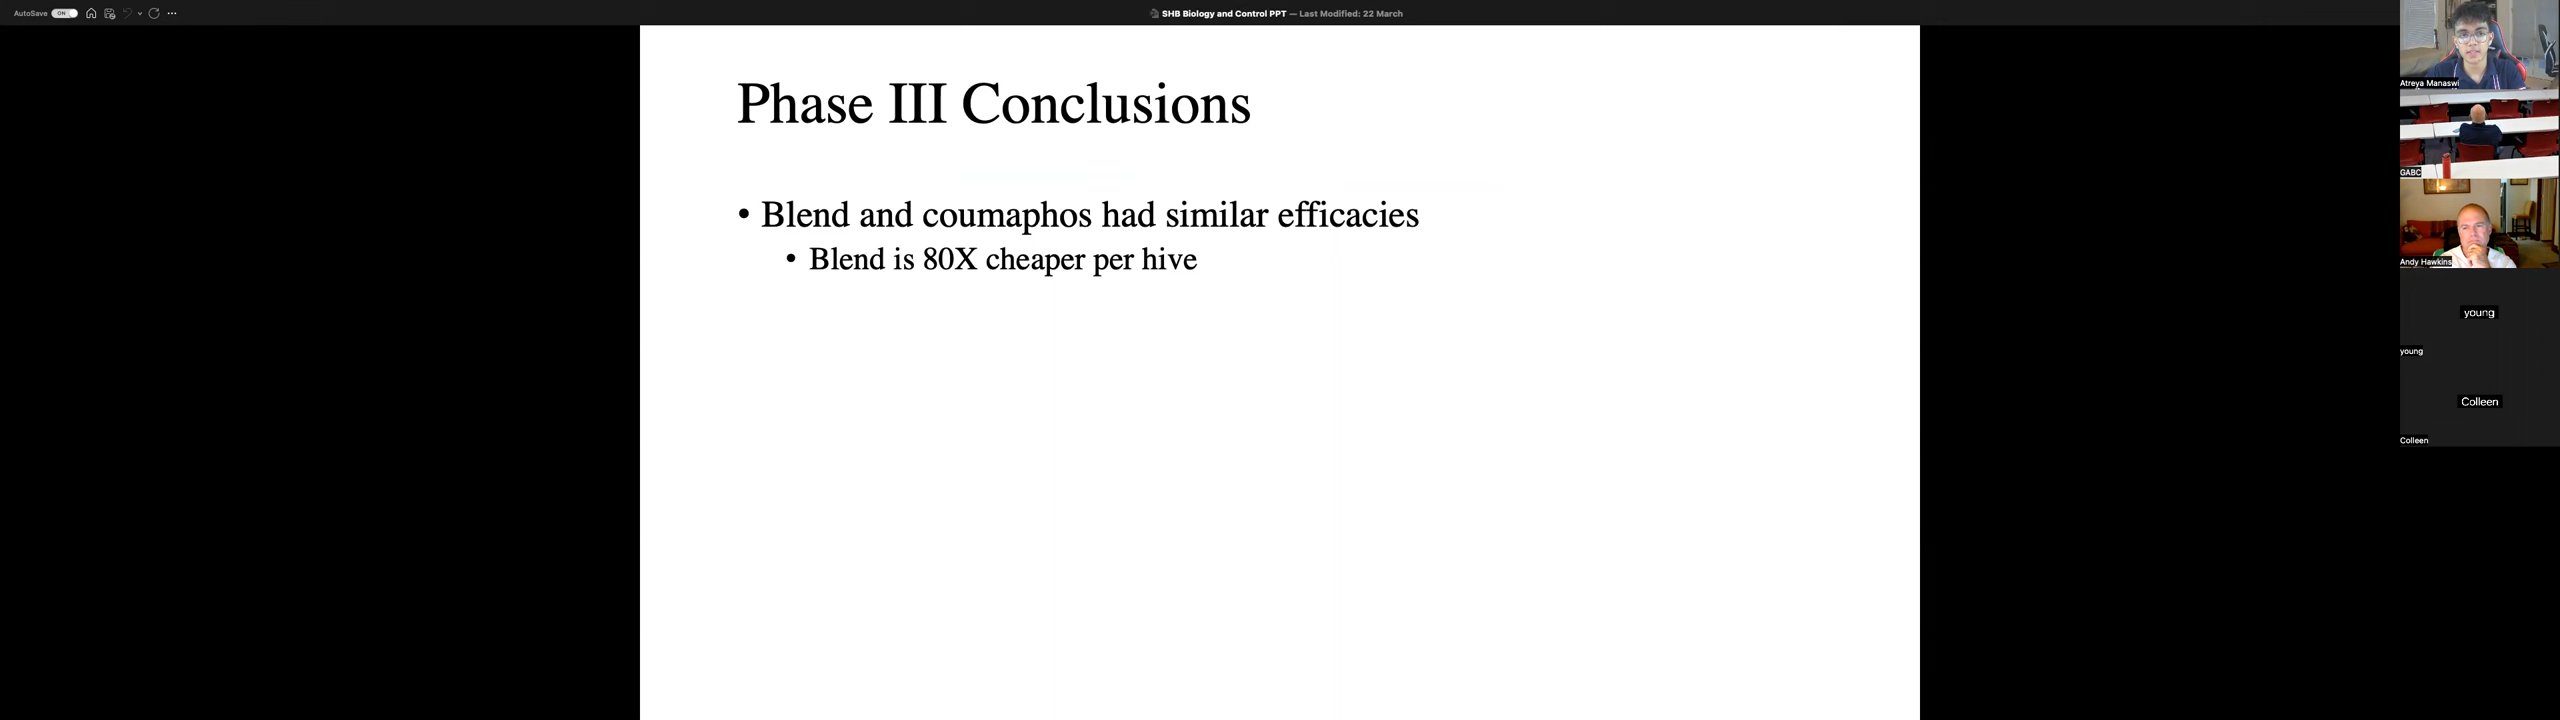 AutoSave ON
SHB Biology and Control PPT — Last Modified: 22 March
Phase III Conclusions
• Blend and coumaphos had similar efficacies
• Blend is 80X cheaper per hive
Atreya Manaswi
GABC
Andy Hawkins
young
young
Colleen
Colleen